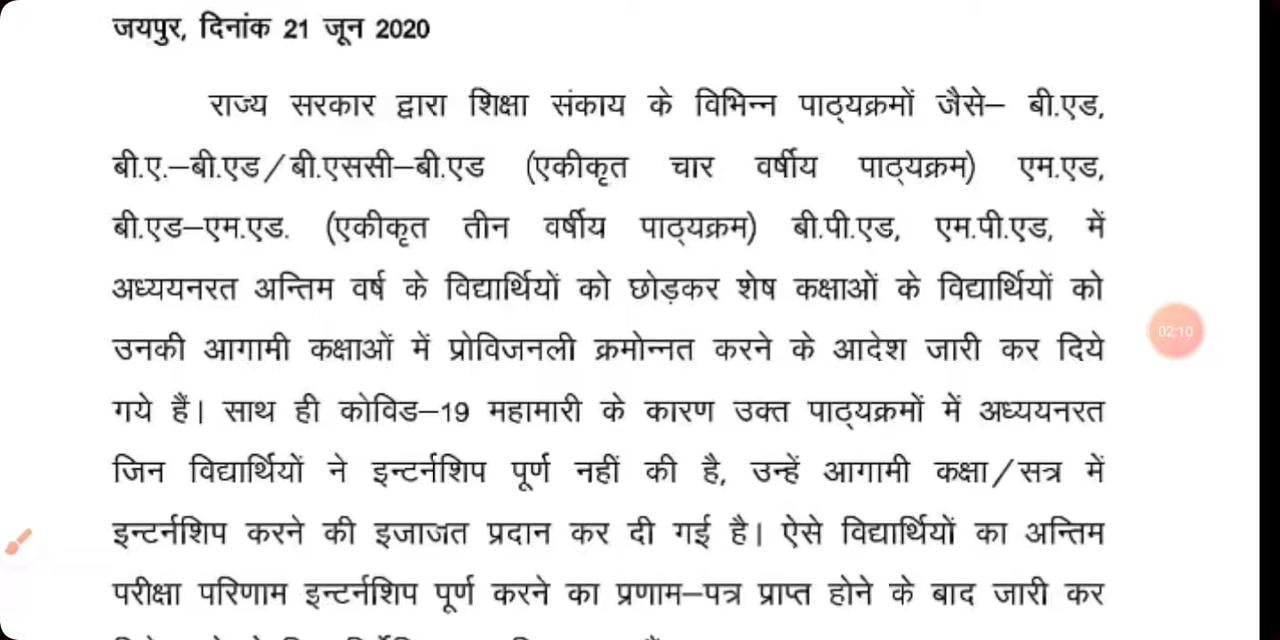 जयपुर, दिनांक 21 जून 2020
राज्य सरकार द्वारा शिक्षा संकाय के विभिन्न पाठ्यक्रमों जैसे– बी.एड,
बी.ए.–बी.एड/बी.एससी–बी.एड (एकीकृत चार वर्षीय पाठ्यक्रम) एम.एड,
बी.एड–एम.एड. (एकीकृत तीन वर्षीय पाठ्यक्रम) बी.पी.एड, एम.पी.एड, में
अध्ययनरत अन्तिम वर्ष के विद्यार्थियों को छोड़कर शेष कक्षाओं के विद्यार्थियों को
उनकी आगामी कक्षाओं में प्रोविजनली क्रमोन्नत करने के आदेश जारी कर दिये
02:10
गये हैं। साथ ही कोविड–19 महामारी के कारण उक्त पाठ्यक्रमों में अध्ययनरत
जिन विद्यार्थियों ने इन्टर्नशिप पूर्ण नहीं की है, उन्हें आगामी कक्षा/सत्र में
इन्टर्नशिप करने की इजाजत प्रदान कर दी गई है। ऐसे विद्यार्थियों का अन्तिम
परीक्षा परिणाम इन्टर्नशिप पूर्ण करने का प्रणाम–पत्र प्राप्त होने के बाद जारी कर